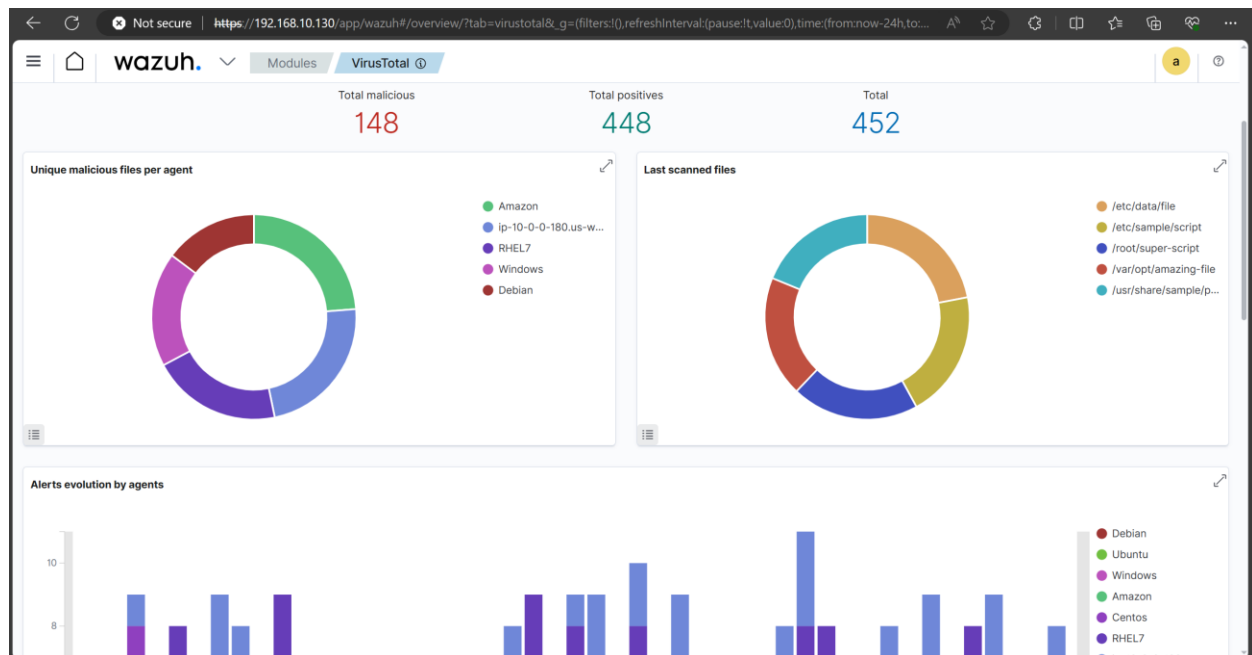 Not secure | https://192.168.10.130/app/wazuh#/overview/?tab=virustotal&_g=(filters:!(),refreshInterval:(pause:!t,value:0),time:(from:now-24h,to:...
wazuh. Modules VirusTotal a
Total malicious Total positives Total
148 448 452
Unique malicious files per agent
Amazon
ip-10-0-0-180.us-w...
RHEL7
Windows
Debian
Last scanned files
/etc/data/file
/etc/sample/script
/root/super-script
/var/opt/amazing-file
/usr/share/sample/p...
Alerts evolution by agents
10
8
Debian
Ubuntu
Windows
Amazon
Centos
RHEL7